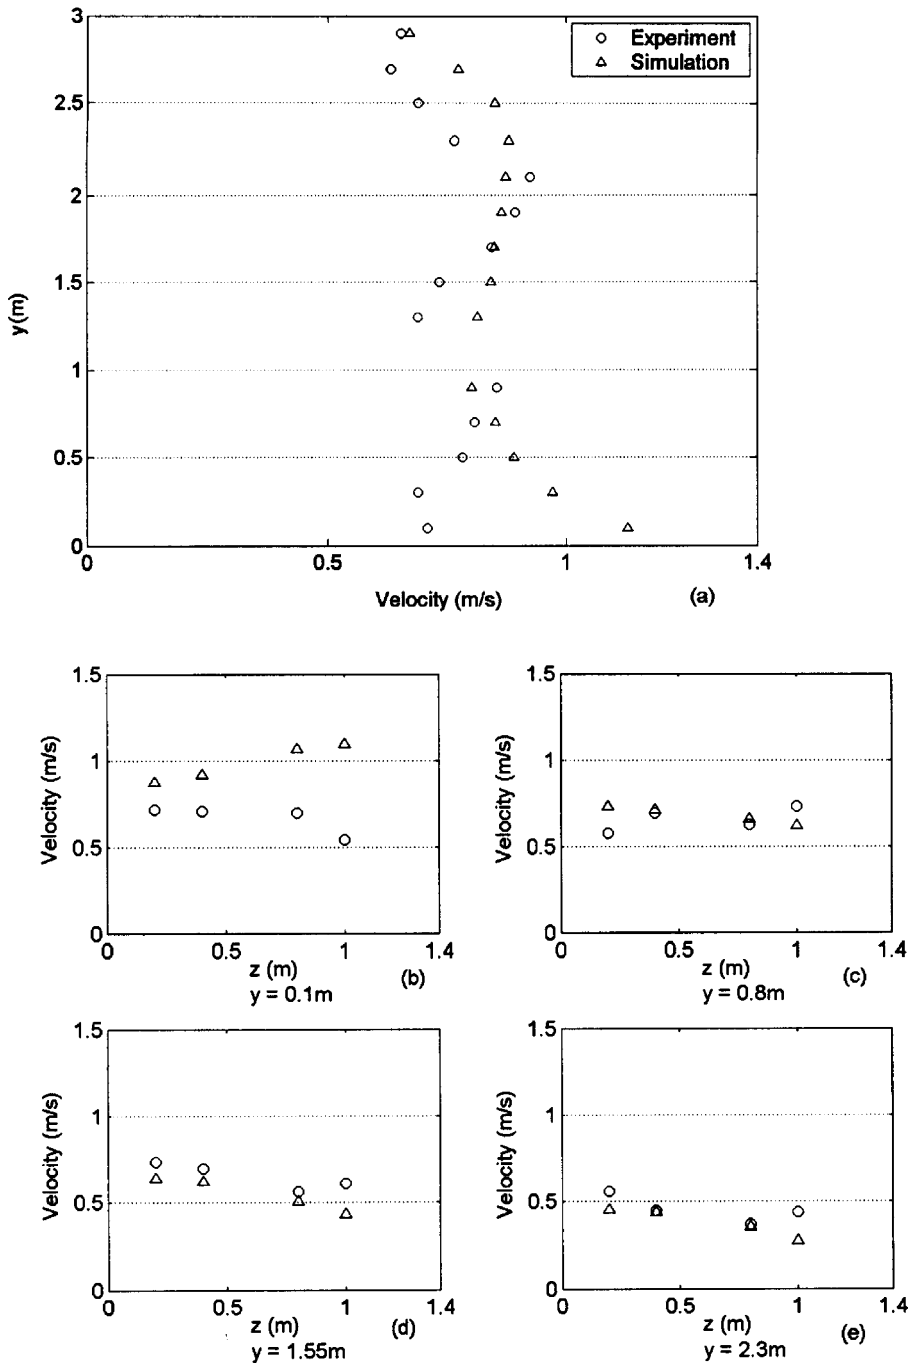 3
Experiment
Simulation
2.5
2
1.5
y(m)
1
0.5
0
0 0.5 1 1.4
Velocity (m/s) (a)
1.5
Velocity (m/s)
1
0.5
0
0 0.5 1 1.4
z (m) (b)
y = 0.1m
1.5
Velocity (m/s)
1
0.5
0
0 0.5 1 1.4
z (m) (c)
y = 0.8m
1.5
Velocity (m/s)
1
0.5
0
0 0.5 1 1.4
z (m) (d)
y = 1.55m
1.5
Velocity (m/s)
1
0.5
0
0 0.5 1 1.4
z (m) (e)
y = 2.3m